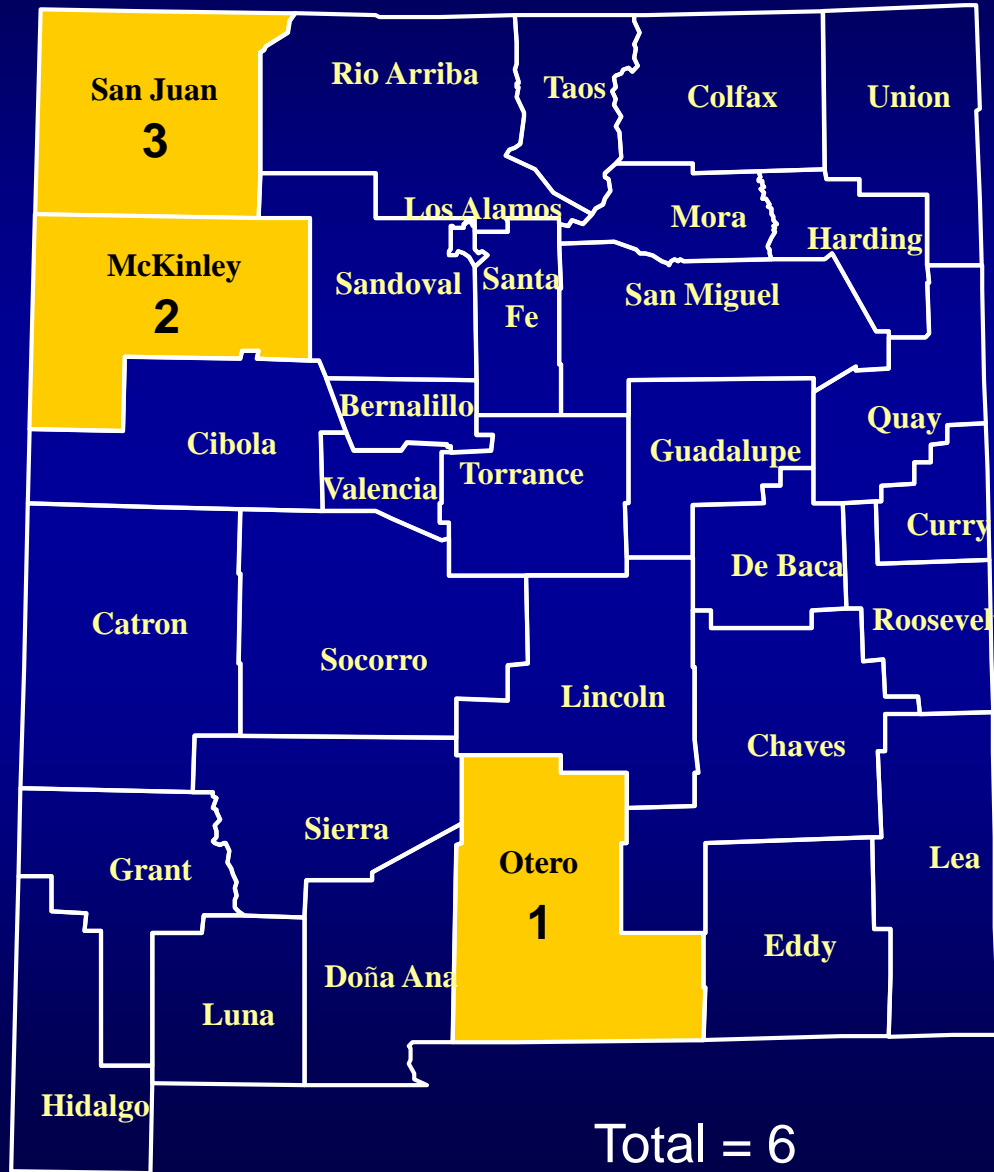 San Juan
3
Rio Arriba
Taos
Colfax
Union
Los Alamos
Mora
Harding
McKinley
2
Sandoval
Santa
Fe
San Miguel
Bernalillo
Quay
Cibola
Guadalupe
Valencia
Torrance
Curry
De Baca
Catron
Roosevel
Socorro
Lincoln
Chaves
Sierra
Otero
1
Grant
Lea
Eddy
Doña Ana
Luna
Hidalgo
Total = 6